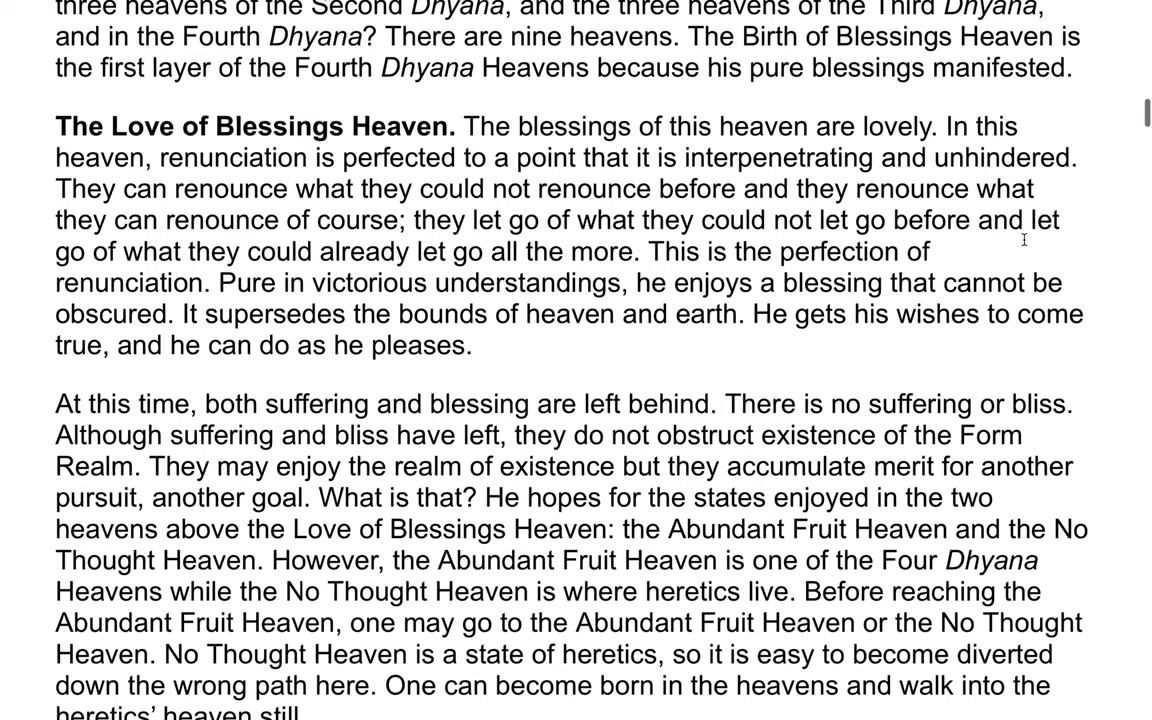 three heavens of the Second Dhyana, and the three heavens of the Third Dhyana,
and in the Fourth Dhyana? There are nine heavens. The Birth of Blessings Heaven is
the first layer of the Fourth Dhyana Heavens because his pure blessings manifested.
The Love of Blessings Heaven. The blessings of this heaven are lovely. In this
heaven, renunciation is perfected to a point that it is interpenetrating and unhindered.
They can renounce what they could not renounce before and they renounce what
they can renounce of course; they let go of what they could not let go before and let
go of what they could already let go all the more. This is the perfection of
renunciation. Pure in victorious understandings, he enjoys a blessing that cannot be
obscured. It supersedes the bounds of heaven and earth. He gets his wishes to come
true, and he can do as he pleases.
At this time, both suffering and blessing are left behind. There is no suffering or bliss.
Although suffering and bliss have left, they do not obstruct existence of the Form
Realm. They may enjoy the realm of existence but they accumulate merit for another
pursuit, another goal. What is that? He hopes for the states enjoyed in the two
heavens above the Love of Blessings Heaven: the Abundant Fruit Heaven and the No
Thought Heaven. However, the Abundant Fruit Heaven is one of the Four Dhyana
Heavens while the No Thought Heaven is where heretics live. Before reaching the
Abundant Fruit Heaven, one may go to the Abundant Fruit Heaven or the No Thought
Heaven. No Thought Heaven is a state of heretics, so it is easy to become diverted
down the wrong path here. One can become born in the heavens and walk into the
heretics' heaven still.